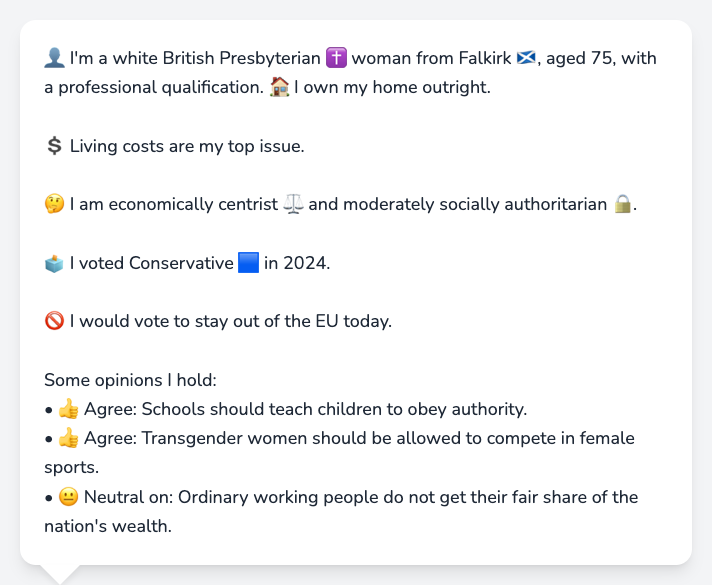 👤 I'm a white British Presbyterian ✝️ woman from Falkirk 🏴󠁧󠁢󠁳󠁣󠁴󠁿, aged 75, with
a professional qualification. 🏠 I own my home outright.
💲 Living costs are my top issue.
🤔 I am economically centrist ⚖️ and moderately socially authoritarian 🔒.
🗳️ I voted Conservative 🟦 in 2024.
🚫 I would vote to stay out of the EU today.
Some opinions I hold:
• 👍 Agree: Schools should teach children to obey authority.
• 👍 Agree: Transgender women should be allowed to compete in female
sports.
• 😐 Neutral on: Ordinary working people do not get their fair share of the
nation's wealth.